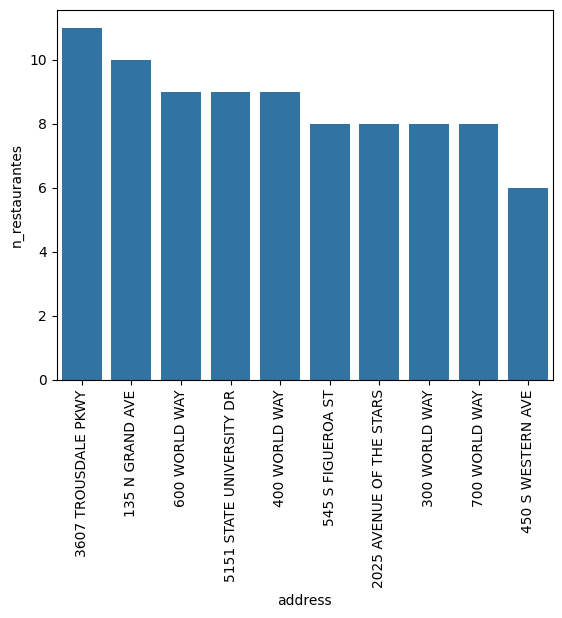 10
8
6
4
2
0
n_restaurantes
3607 TROUSDALE PKWY
135 N GRAND AVE
600 WORLD WAY
5151 STATE UNIVERSITY DR
400 WORLD WAY
545 S FIGUEROA ST
2025 AVENUE OF THE STARS
300 WORLD WAY
700 WORLD WAY
450 S WESTERN AVE
address